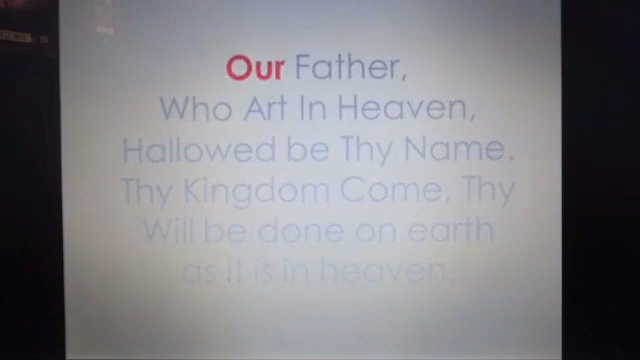 Our Father,
Who Art In Heaven,
Hallowed be Thy Name.
Thy Kingdom Come, Thy
Will be done on earth
as it is in heaven.